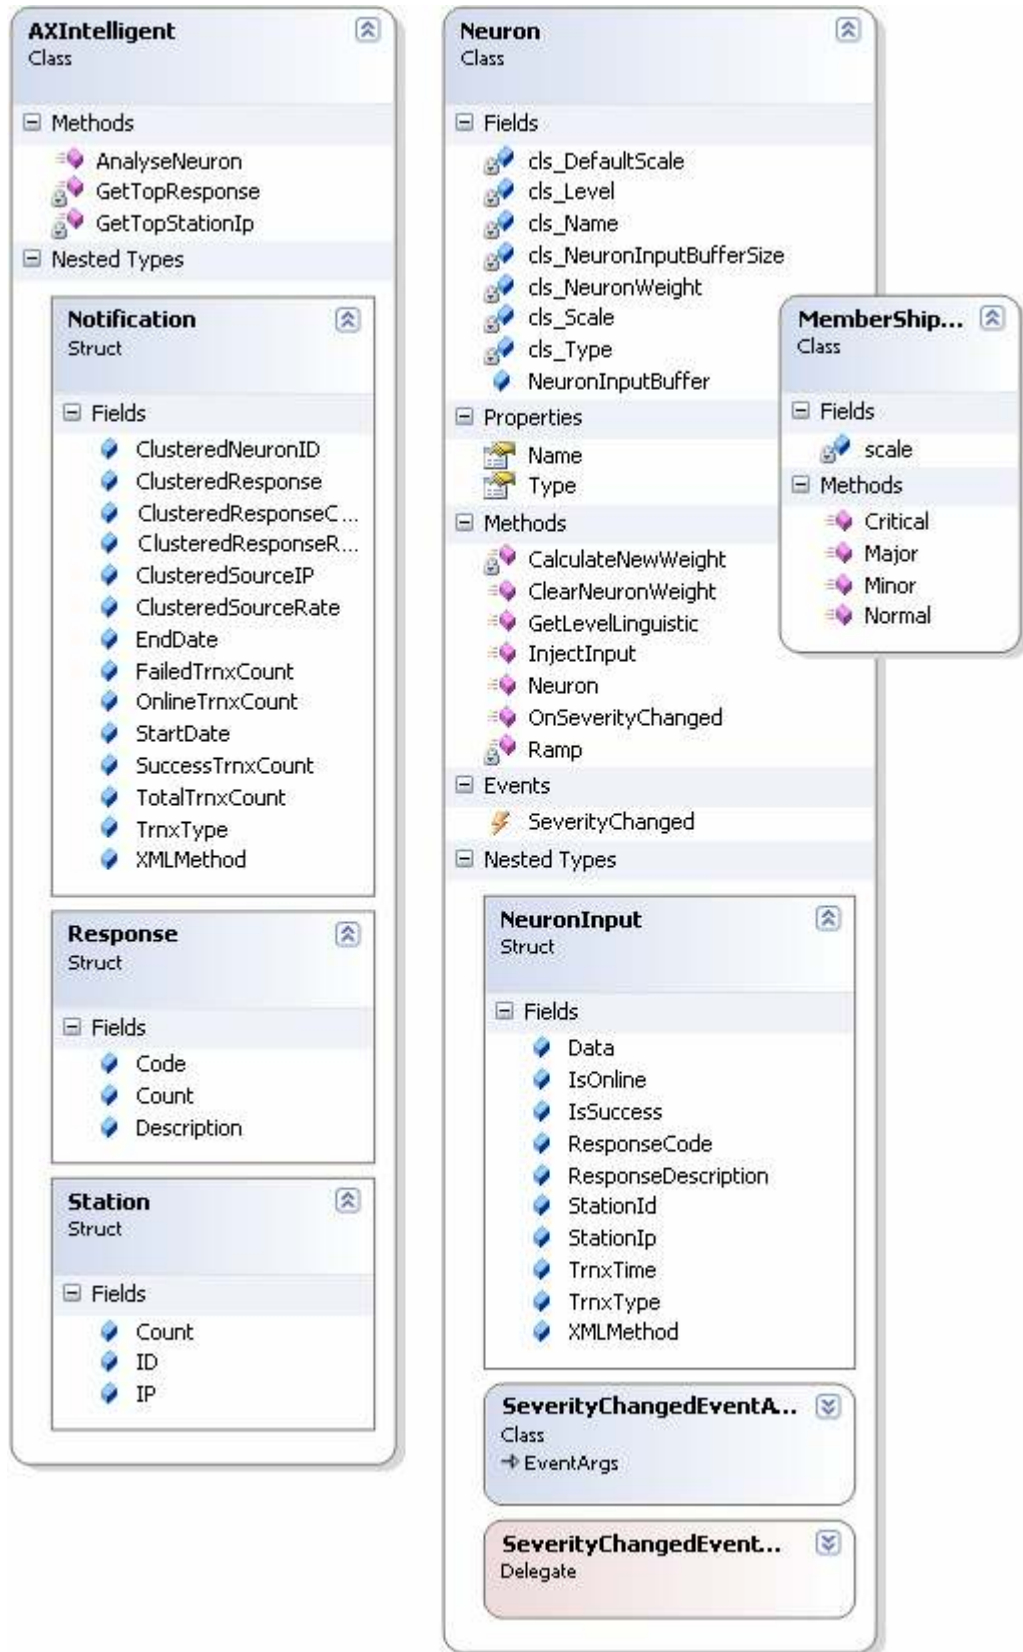 AXIntelligent
Class
Methods
AnalyseNeuron
GetTopResponse
GetTopStationIp
Nested Types
Notification
Struct
Fields
ClusteredNeuronID
ClusteredResponse
ClusteredResponseC...
ClusteredResponseR...
ClusteredSourceIP
ClusteredSourceRate
EndDate
FailedTrnxCount
OnlineTrnxCount
StartDate
SuccessTrnxCount
TotalTrnxCount
TrnxType
XMLMethod
Response
Struct
Fields
Code
Count
Description
Station
Struct
Fields
Count
ID
IP
Neuron
Class
Fields
cls_DefaultScale
cls_Level
cls_Name
cls_NeuronInputBufferSize
cls_NeuronWeight
cls_Scale
cls_Type
NeuronInputBuffer
Properties
Name
Type
Methods
CalculateNewWeight
ClearNeuronWeight
GetLevelLinguistic
InjectInput
Neuron
OnSeverityChanged
Ramp
Events
SeverityChanged
Nested Types
NeuronInput
Struct
Fields
Data
IsOnline
IsSuccess
ResponseCode
ResponseDescription
StationId
StationIp
TrnxTime
TrnxType
XMLMethod
SeverityChangedEventA...
Class
EventArgs
SeverityChangedEvent...
Delegate
MemberShip...
Class
Fields
scale
Methods
Critical
Major
Minor
Normal